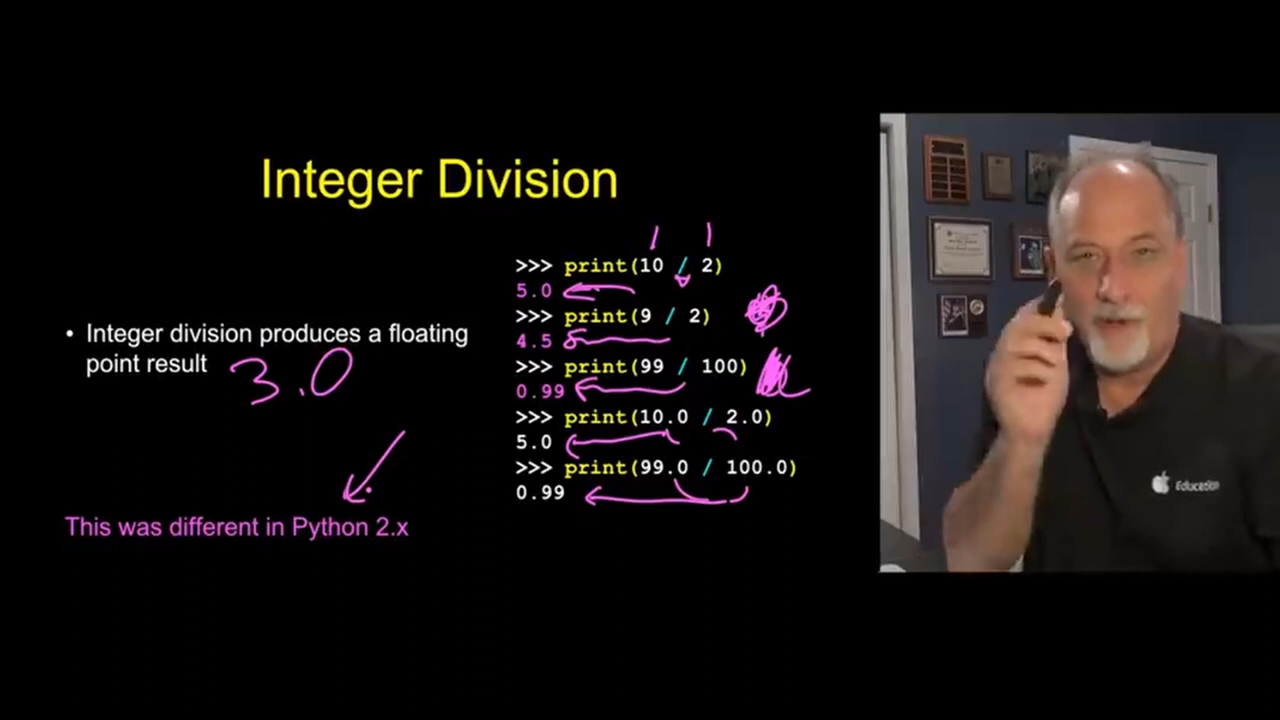 Integer Division
• Integer division produces a floating
point result
3.0
This was different in Python 2.x
>>> print(10 / 2)
5.0
>>> print(9 / 2)
4.5
>>> print(99 / 100)
0.99
>>> print(10.0 / 2.0)
5.0
>>> print(99.0 / 100.0)
0.99
Education